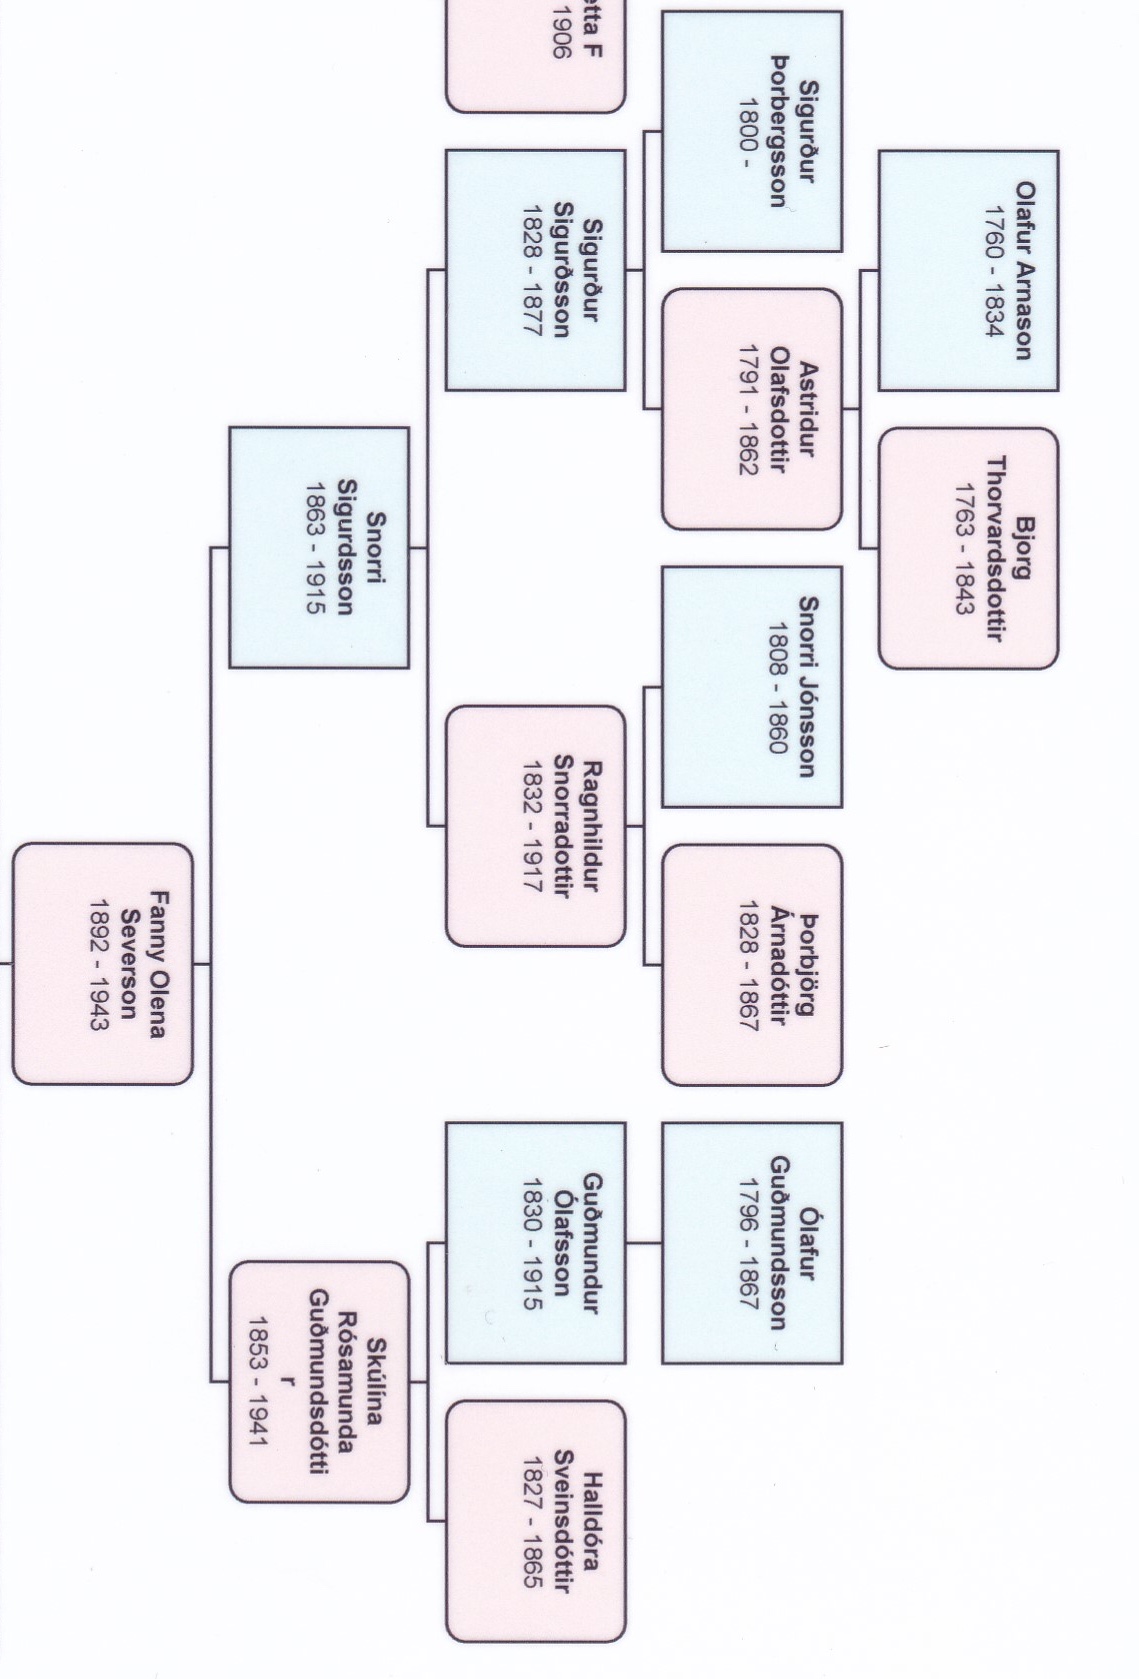 Olafur Arnason
1760 - 1834
Bjorg
Thorvardsdottir
1763 - 1843
Sigurður
Þorbergsson
1800 -
Astridur
Olafsdottir
1791 - 1862
Snorri Jónsson
1808 - 1860
Þorbjörg
Árnadóttir
1828 - 1867
Ólafur
Guðmundsson
1796 - 1867
etta F
1906
Sigurður
Sigurðsson
1828 - 1877
Ragnhildur
Snorradottir
1832 - 1917
Guðmundur
Ólafsson
1830 - 1915
Halldóra
Sveinsdóttir
1827 - 1865
Snorri
Sigurdsson
1863 - 1915
Skúlína
Rósamunda
Guðmundsdótti
r
1853 - 1941
Fanny Olena
Severson
1892 - 1943